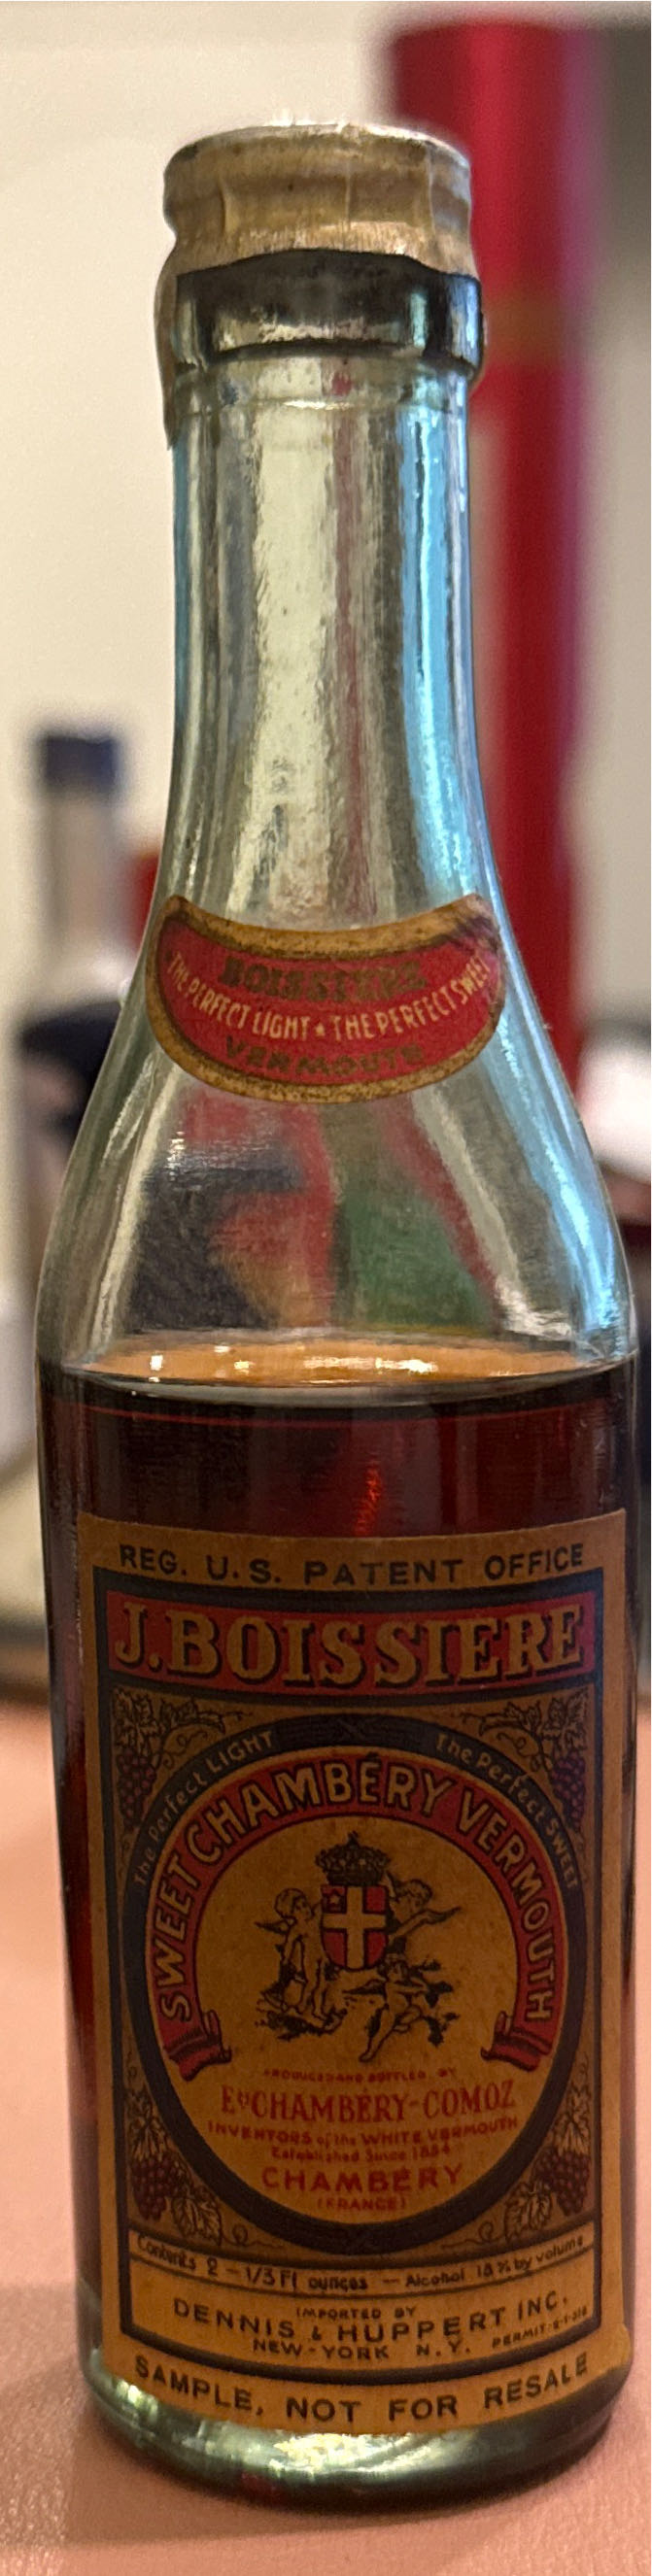 BOISSIERE
THE PERFECT LIGHT ★ THE PERFECT SWEET
VERMOUTH
REG. U.S. PATENT OFFICE
J. BOISSIERE
The Perfect LIGHT The Perfect SWEET
SWEET CHAMBÉRY VERMOUTH
PRODUCED AND BOTTLED BY
Ev CHAMBERY-COMOZ
INVENTORS of the WHITE VERMOUTH
Established Since 1884
CHAMBÉRY
(FRANCE)
Contents 2 - 1/3 Fl ounces — Alcohol 18% by volume
IMPORTED BY
DENNIS & HUPPERT INC.
NEW-YORK N.Y. PERMIT
SAMPLE, NOT FOR RESALE